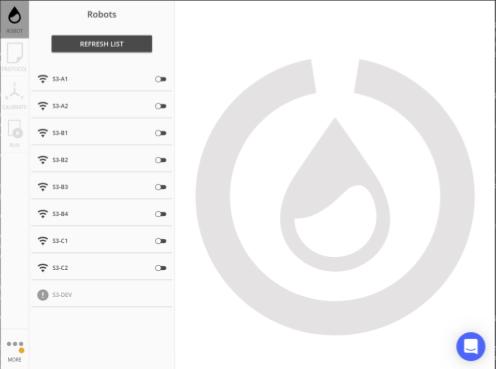 Robots
REFRESH LIST
ROBOT
PROTOCOL
CALIBRATE
RUN
S3-A1
S3-A2
S3-B1
S3-B2
S3-B3
S3-B4
S3-C1
S3-C2
S3-DEV
MORE